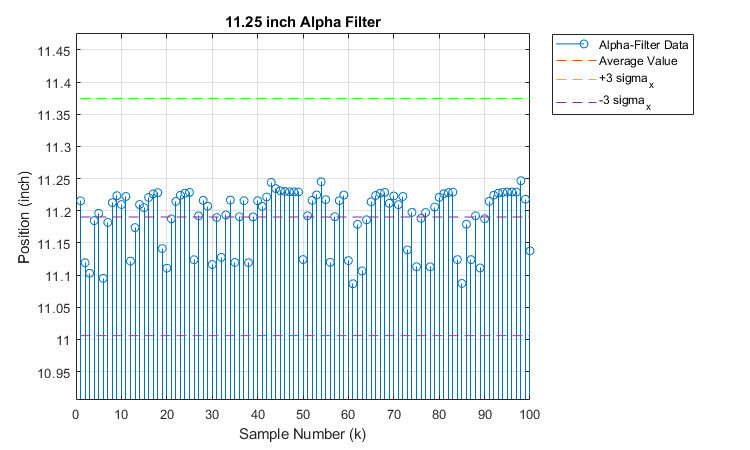 11.25 inch Alpha Filter
11.45
11.4
11.35
11.3
11.25
11.2
11.15
11.1
11.05
11
10.95
Position (inch)
0 10 20 30 40 50 60 70 80 90 100
Sample Number (k)
Alpha-Filter Data
Average Value
+3 sigmax
-3 sigmax